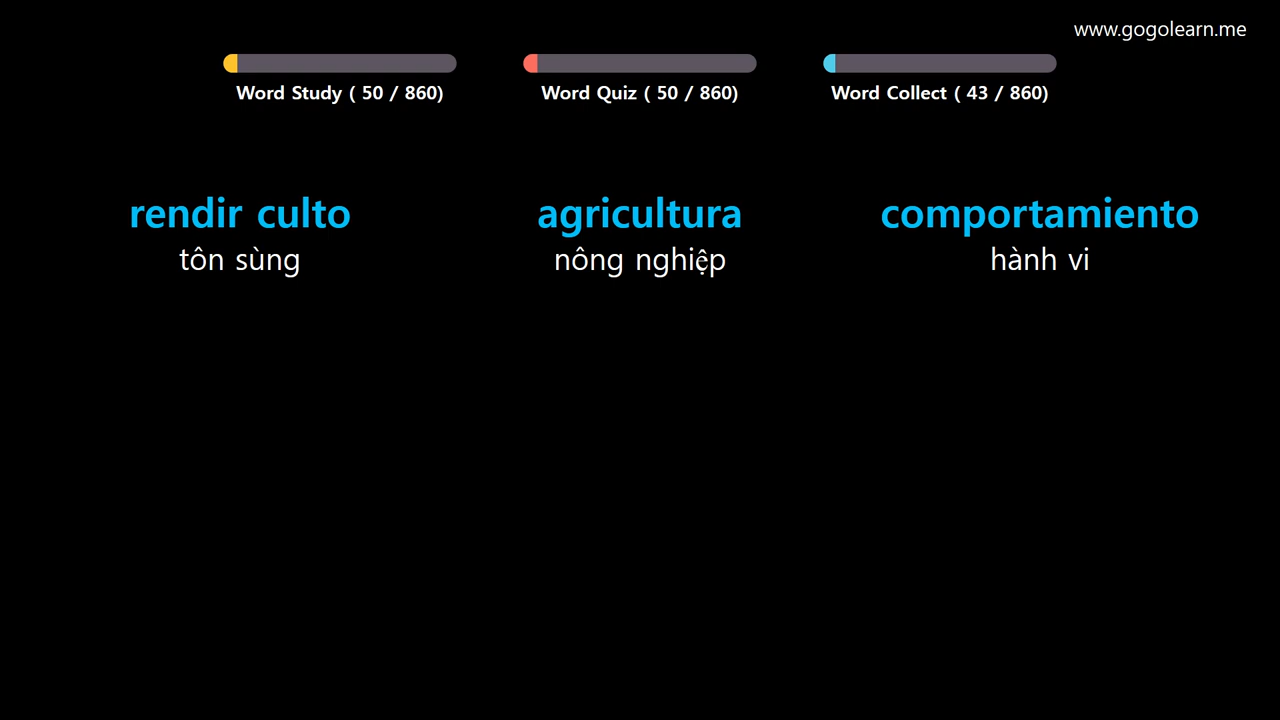 www.gogolearn.me
Word Study ( 50 / 860)
Word Quiz ( 50 / 860)
Word Collect ( 43 / 860)
rendir culto
tôn sùng
agricultura
nông nghiệp
comportamiento
hành vi